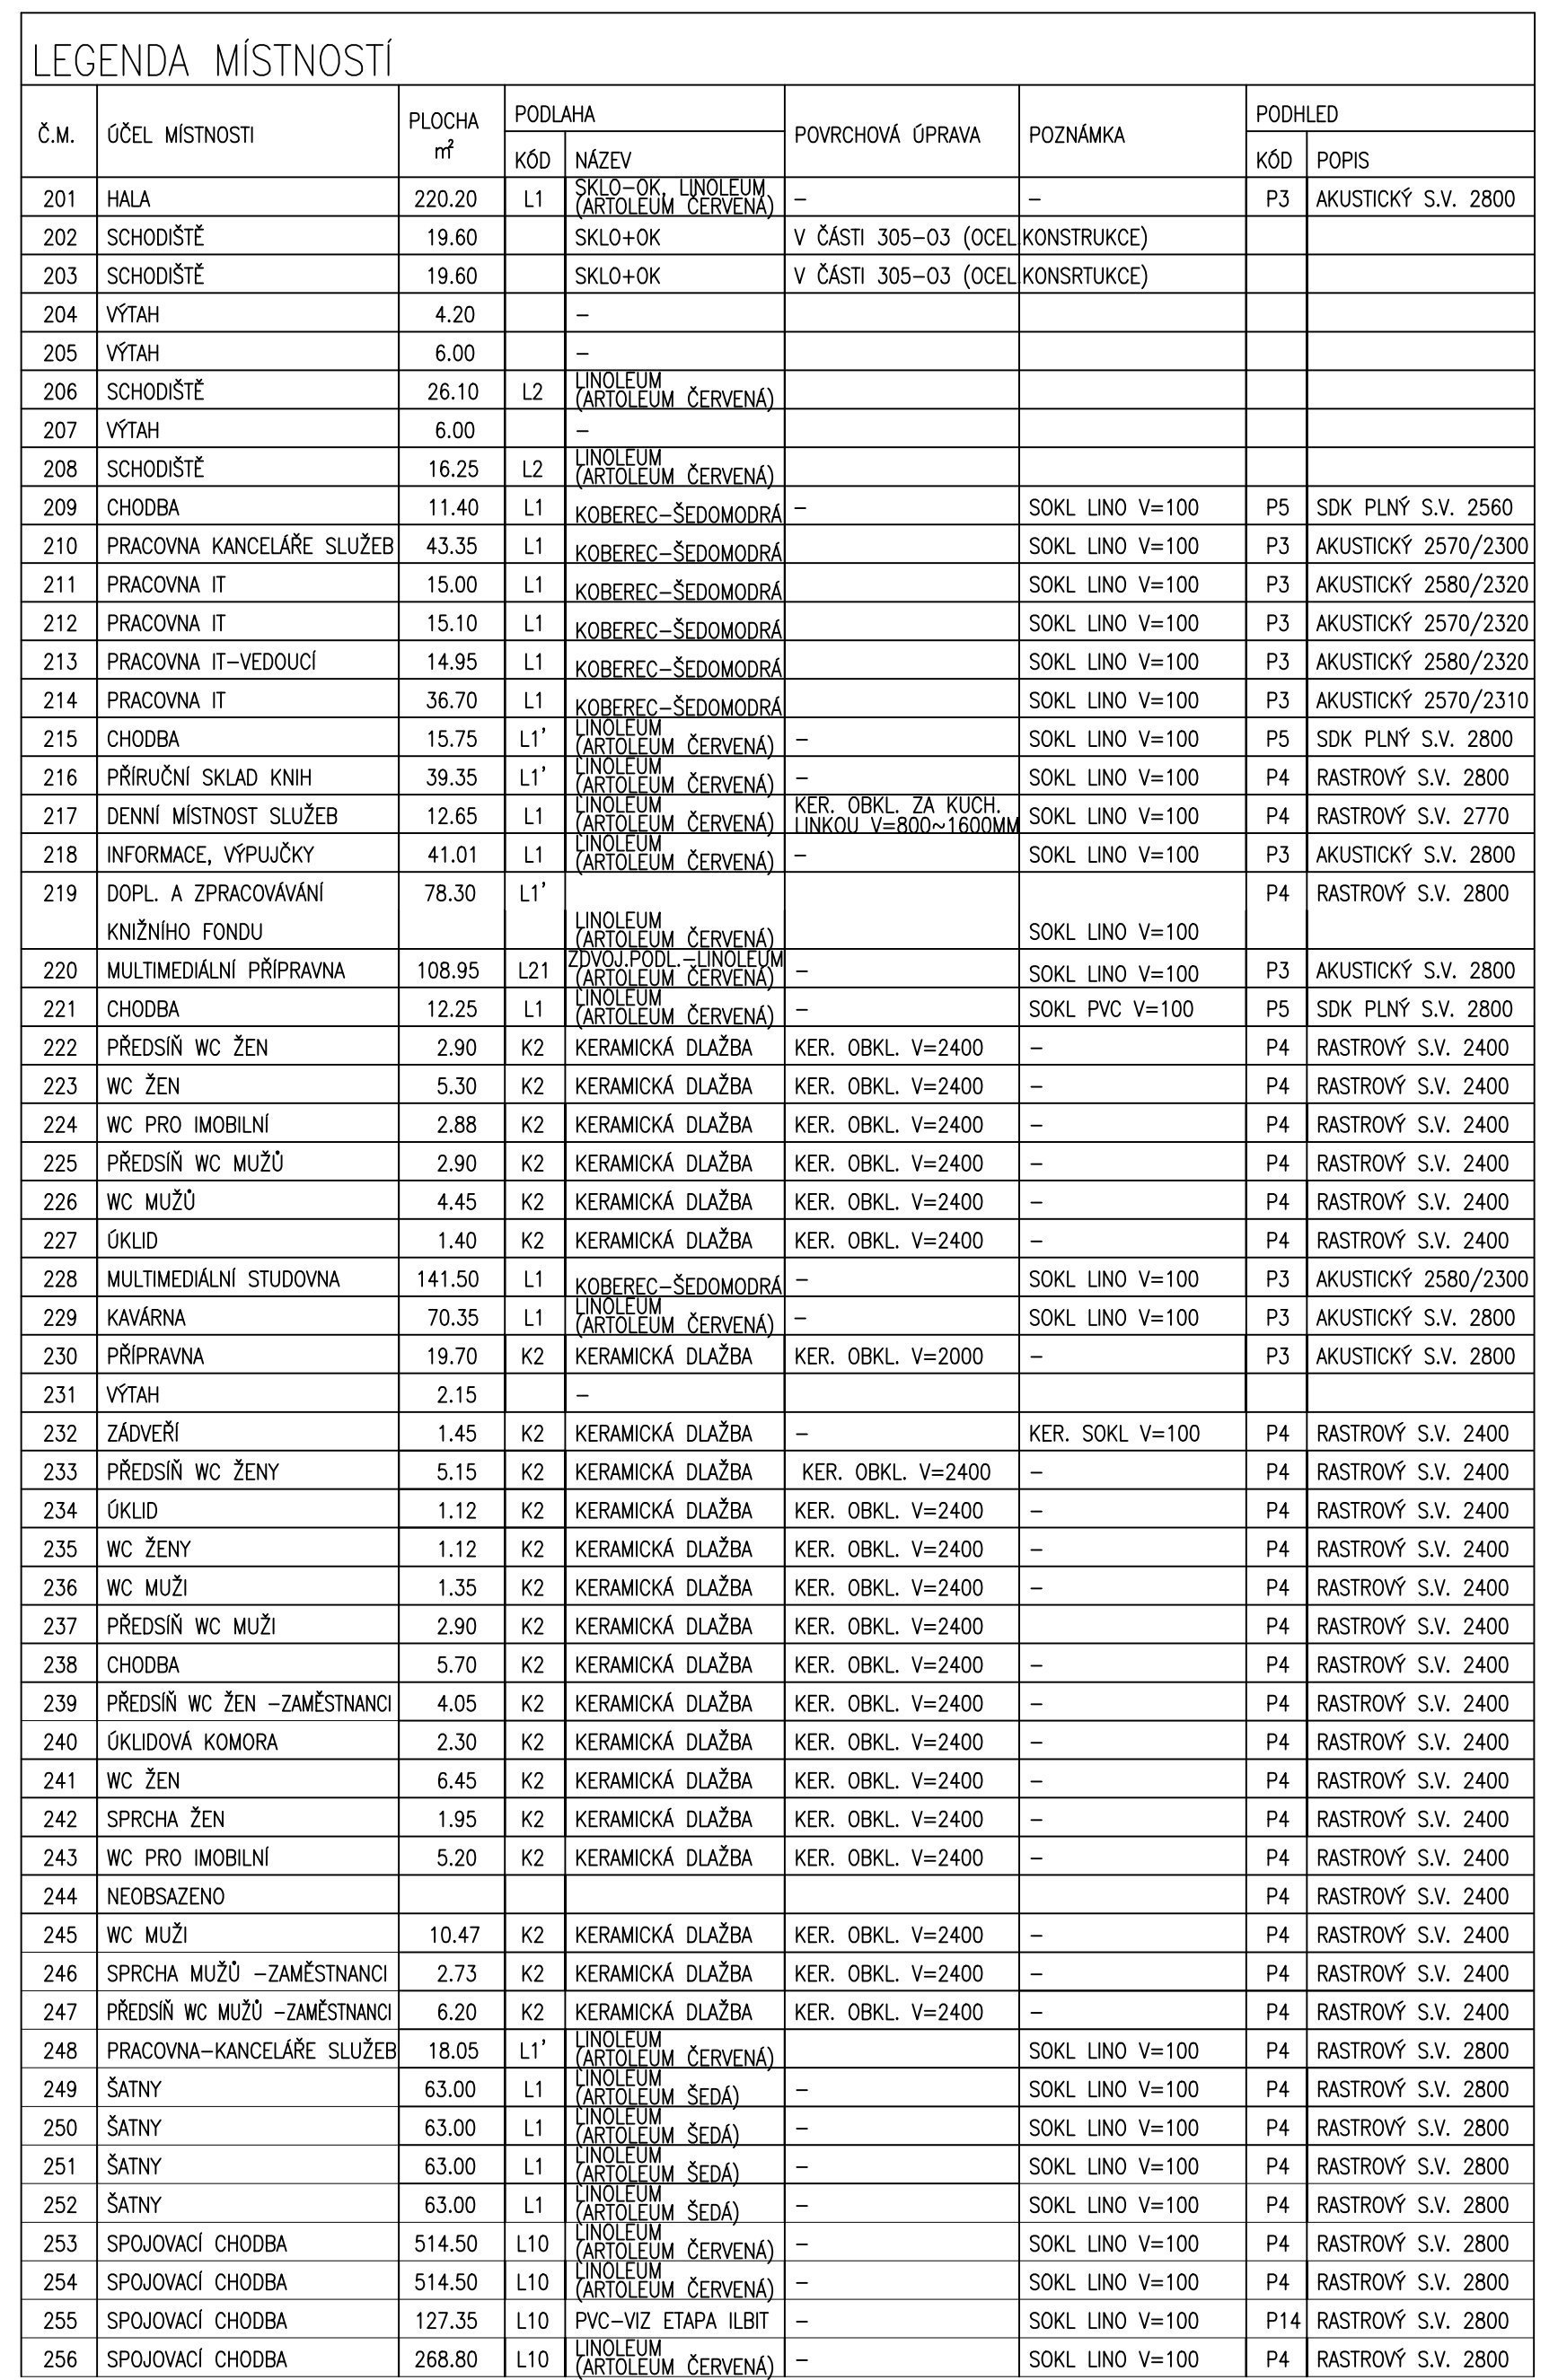 LEGENDA MÍSTNOSTÍ
Č.M. ÚČEL MÍSTNOSTI PLOCHA m² PODLAHA POVRCHOVÁ ÚPRAVA POZNÁMKA PODHLED
KÓD NÁZEV KÓD POPIS
201 HALA 220.20 L1 SKLO-OK, LINOLEUM (ARTOLEUM ČERVENÁ) – – P3 AKUSTICKÝ S.V. 2800
202 SCHODIŠTĚ 19.60 SKLO+OK V ČÁSTI 305-03 (OCEL.KONSTRUKCE)
203 SCHODIŠTĚ 19.60 SKLO+OK V ČÁSTI 305-03 (OCEL.KONSRTUKCE)
204 VÝTAH 4.20 –
205 VÝTAH 6.00 –
206 SCHODIŠTĚ 26.10 L2 LINOLEUM (ARTOLEUM ČERVENÁ)
207 VÝTAH 6.00 –
208 SCHODIŠTĚ 16.25 L2 LINOLEUM (ARTOLEUM ČERVENÁ)
209 CHODBA 11.40 L1 KOBEREC-ŠEDOMODRÁ – SOKL LINO V=100 P5 SDK PLNÝ S.V. 2560
210 PRACOVNA KANCELÁŘE SLUŽEB 43.35 L1 KOBEREC-ŠEDOMODRÁ SOKL LINO V=100 P3 AKUSTICKÝ 2570/2300
211 PRACOVNA IT 15.00 L1 KOBEREC-ŠEDOMODRÁ SOKL LINO V=100 P3 AKUSTICKÝ 2580/2320
212 PRACOVNA IT 15.10 L1 KOBEREC-ŠEDOMODRÁ SOKL LINO V=100 P3 AKUSTICKÝ 2570/2320
213 PRACOVNA IT-VEDOUCÍ 14.95 L1 KOBEREC-ŠEDOMODRÁ SOKL LINO V=100 P3 AKUSTICKÝ 2580/2320
214 PRACOVNA IT 36.70 L1 KOBEREC-ŠEDOMODRÁ SOKL LINO V=100 P3 AKUSTICKÝ 2570/2310
215 CHODBA 15.75 L1' LINOLEUM (ARTOLEUM ČERVENÁ) – SOKL LINO V=100 P5 SDK PLNÝ S.V. 2800
216 PŘÍRUČNÍ SKLAD KNIH 39.35 L1' LINOLEUM (ARTOLEUM ČERVENÁ) – SOKL LINO V=100 P4 RASTROVÝ S.V. 2800
217 DENNÍ MÍSTNOST SLUŽEB 12.65 L1 LINOLEUM (ARTOLEUM ČERVENÁ) KER. OBKL. ZA KUCH. LINKOU V=800~1600MM SOKL LINO V=100 P4 RASTROVÝ S.V. 2770
218 INFORMACE, VÝPUJČKY 41.01 L1 LINOLEUM (ARTOLEUM ČERVENÁ) – SOKL LINO V=100 P3 AKUSTICKÝ S.V. 2800
219 DOPL. A ZPRACOVÁVÁNÍ 78.30 L1' P4 RASTROVÝ S.V. 2800
KNIŽNÍHO FONDU LINOLEUM (ARTOLEUM ČERVENÁ) SOKL LINO V=100
220 MULTIMEDIÁLNÍ PŘÍPRAVNA 108.95 L21 ZDVOJ.PODL.-LINOLEUM (ARTOLEUM ČERVENÁ) – SOKL LINO V=100 P3 AKUSTICKÝ S.V. 2800
221 CHODBA 12.25 L1 LINOLEUM (ARTOLEUM ČERVENÁ) – SOKL PVC V=100 P5 SDK PLNÝ S.V. 2800
222 PŘEDSÍŇ WC ŽEN 2.90 K2 KERAMICKÁ DLAŽBA KER. OBKL. V=2400 – P4 RASTROVÝ S.V. 2400
223 WC ŽEN 5.30 K2 KERAMICKÁ DLAŽBA KER. OBKL. V=2400 – P4 RASTROVÝ S.V. 2400
224 WC PRO IMOBILNÍ 2.88 K2 KERAMICKÁ DLAŽBA KER. OBKL. V=2400 – P4 RASTROVÝ S.V. 2400
225 PŘEDSÍŇ WC MUŽŮ 2.90 K2 KERAMICKÁ DLAŽBA KER. OBKL. V=2400 – P4 RASTROVÝ S.V. 2400
226 WC MUŽŮ 4.45 K2 KERAMICKÁ DLAŽBA KER. OBKL. V=2400 – P4 RASTROVÝ S.V. 2400
227 ÚKLID 1.40 K2 KERAMICKÁ DLAŽBA KER. OBKL. V=2400 – P4 RASTROVÝ S.V. 2400
228 MULTIMEDIÁLNÍ STUDOVNA 141.50 L1 KOBEREC-ŠEDOMODRÁ – SOKL LINO V=100 P3 AKUSTICKÝ 2580/2300
229 KAVÁRNA 70.35 L1 LINOLEUM (ARTOLEUM ČERVENÁ) – SOKL LINO V=100 P3 AKUSTICKÝ S.V. 2800
230 PŘÍPRAVNA 19.70 K2 KERAMICKÁ DLAŽBA KER. OBKL. V=2000 – P3 AKUSTICKÝ S.V. 2800
231 VÝTAH 2.15 – –
232 ZÁDVEŘÍ 1.45 K2 KERAMICKÁ DLAŽBA – KER. SOKL V=100 P4 RASTROVÝ S.V. 2400
233 PŘEDSÍŇ WC ŽENY 5.15 K2 KERAMICKÁ DLAŽBA KER. OBKL. V=2400 – P4 RASTROVÝ S.V. 2400
234 ÚKLID 1.12 K2 KERAMICKÁ DLAŽBA KER. OBKL. V=2400 – P4 RASTROVÝ S.V. 2400
235 WC ŽENY 1.12 K2 KERAMICKÁ DLAŽBA KER. OBKL. V=2400 – P4 RASTROVÝ S.V. 2400
236 WC MUŽI 1.35 K2 KERAMICKÁ DLAŽBA KER. OBKL. V=2400 – P4 RASTROVÝ S.V. 2400
237 PŘEDSÍŇ WC MUŽI 2.90 K2 KERAMICKÁ DLAŽBA KER. OBKL. V=2400 P4 RASTROVÝ S.V. 2400
238 CHODBA 5.70 K2 KERAMICKÁ DLAŽBA KER. OBKL. V=2400 – P4 RASTROVÝ S.V. 2400
239 PŘEDSÍŇ WC ŽEN -ZAMĚSTNANCI 4.05 K2 KERAMICKÁ DLAŽBA KER. OBKL. V=2400 – P4 RASTROVÝ S.V. 2400
240 ÚKLIDOVÁ KOMORA 2.30 K2 KERAMICKÁ DLAŽBA KER. OBKL. V=2400 – P4 RASTROVÝ S.V. 2400
241 WC ŽEN 6.45 K2 KERAMICKÁ DLAŽBA KER. OBKL. V=2400 – P4 RASTROVÝ S.V. 2400
242 SPRCHA ŽEN 1.95 K2 KERAMICKÁ DLAŽBA KER. OBKL. V=2400 – P4 RASTROVÝ S.V. 2400
243 WC PRO IMOBILNÍ 5.20 K2 KERAMICKÁ DLAŽBA KER. OBKL. V=2400 – P4 RASTROVÝ S.V. 2400
244 NEOBSAZENO P4 RASTROVÝ S.V. 2400
245 WC MUŽI 10.47 K2 KERAMICKÁ DLAŽBA KER. OBKL. V=2400 – P4 RASTROVÝ S.V. 2400
246 SPRCHA MUŽŮ -ZAMĚSTNANCI 2.73 K2 KERAMICKÁ DLAŽBA KER. OBKL. V=2400 – P4 RASTROVÝ S.V. 2400
247 PŘEDSÍŇ WC MUŽŮ -ZAMĚSTNANCI 6.20 K2 KERAMICKÁ DLAŽBA KER. OBKL. V=2400 – P4 RASTROVÝ S.V. 2400
248 PRACOVNA-KANCELÁŘE SLUŽEB 18.05 L1' LINOLEUM (ARTOLEUM ČERVENÁ) SOKL LINO V=100 P4 RASTROVÝ S.V. 2800
249 ŠATNY 63.00 L1 LINOLEUM (ARTOLEUM ŠEDÁ) – SOKL LINO V=100 P4 RASTROVÝ S.V. 2800
250 ŠATNY 63.00 L1 LINOLEUM (ARTOLEUM ŠEDÁ) – SOKL LINO V=100 P4 RASTROVÝ S.V. 2800
251 ŠATNY 63.00 L1 LINOLEUM (ARTOLEUM ŠEDÁ) – SOKL LINO V=100 P4 RASTROVÝ S.V. 2800
252 ŠATNY 63.00 L1 LINOLEUM (ARTOLEUM ŠEDÁ) – SOKL LINO V=100 P4 RASTROVÝ S.V. 2800
253 SPOJOVACÍ CHODBA 514.50 L10 LINOLEUM (ARTOLEUM ČERVENÁ) – SOKL LINO V=100 P4 RASTROVÝ S.V. 2800
254 SPOJOVACÍ CHODBA 514.50 L10 LINOLEUM (ARTOLEUM ČERVENÁ) – SOKL LINO V=100 P4 RASTROVÝ S.V. 2800
255 SPOJOVACÍ CHODBA 127.35 L10 PVC-VIZ ETAPA ILBIT – SOKL LINO V=100 P14 RASTROVÝ S.V. 2800
256 SPOJOVACÍ CHODBA 268.80 L10 LINOLEUM (ARTOLEUM ČERVENÁ) – SOKL LINO V=100 P4 RASTROVÝ S.V. 2800